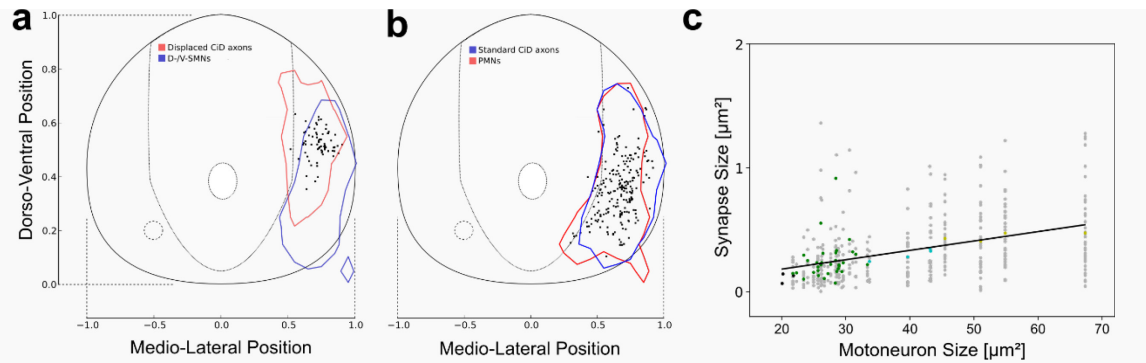 a
Displaced CiD axons
D-/V-SMNs
Dorso-Ventral Position
1.0
0.8
0.6
0.4
0.2
0.0
−1.0 −0.5 0.0 0.5 1.0
Medio-Lateral Position
b
Standard CiD axons
PMNs
−1.0 −0.5 0.0 0.5 1.0
Medio-Lateral Position
c
Synapse Size [µm²]
2
1
0
20 30 40 50 60 70
Motoneuron Size [µm²]